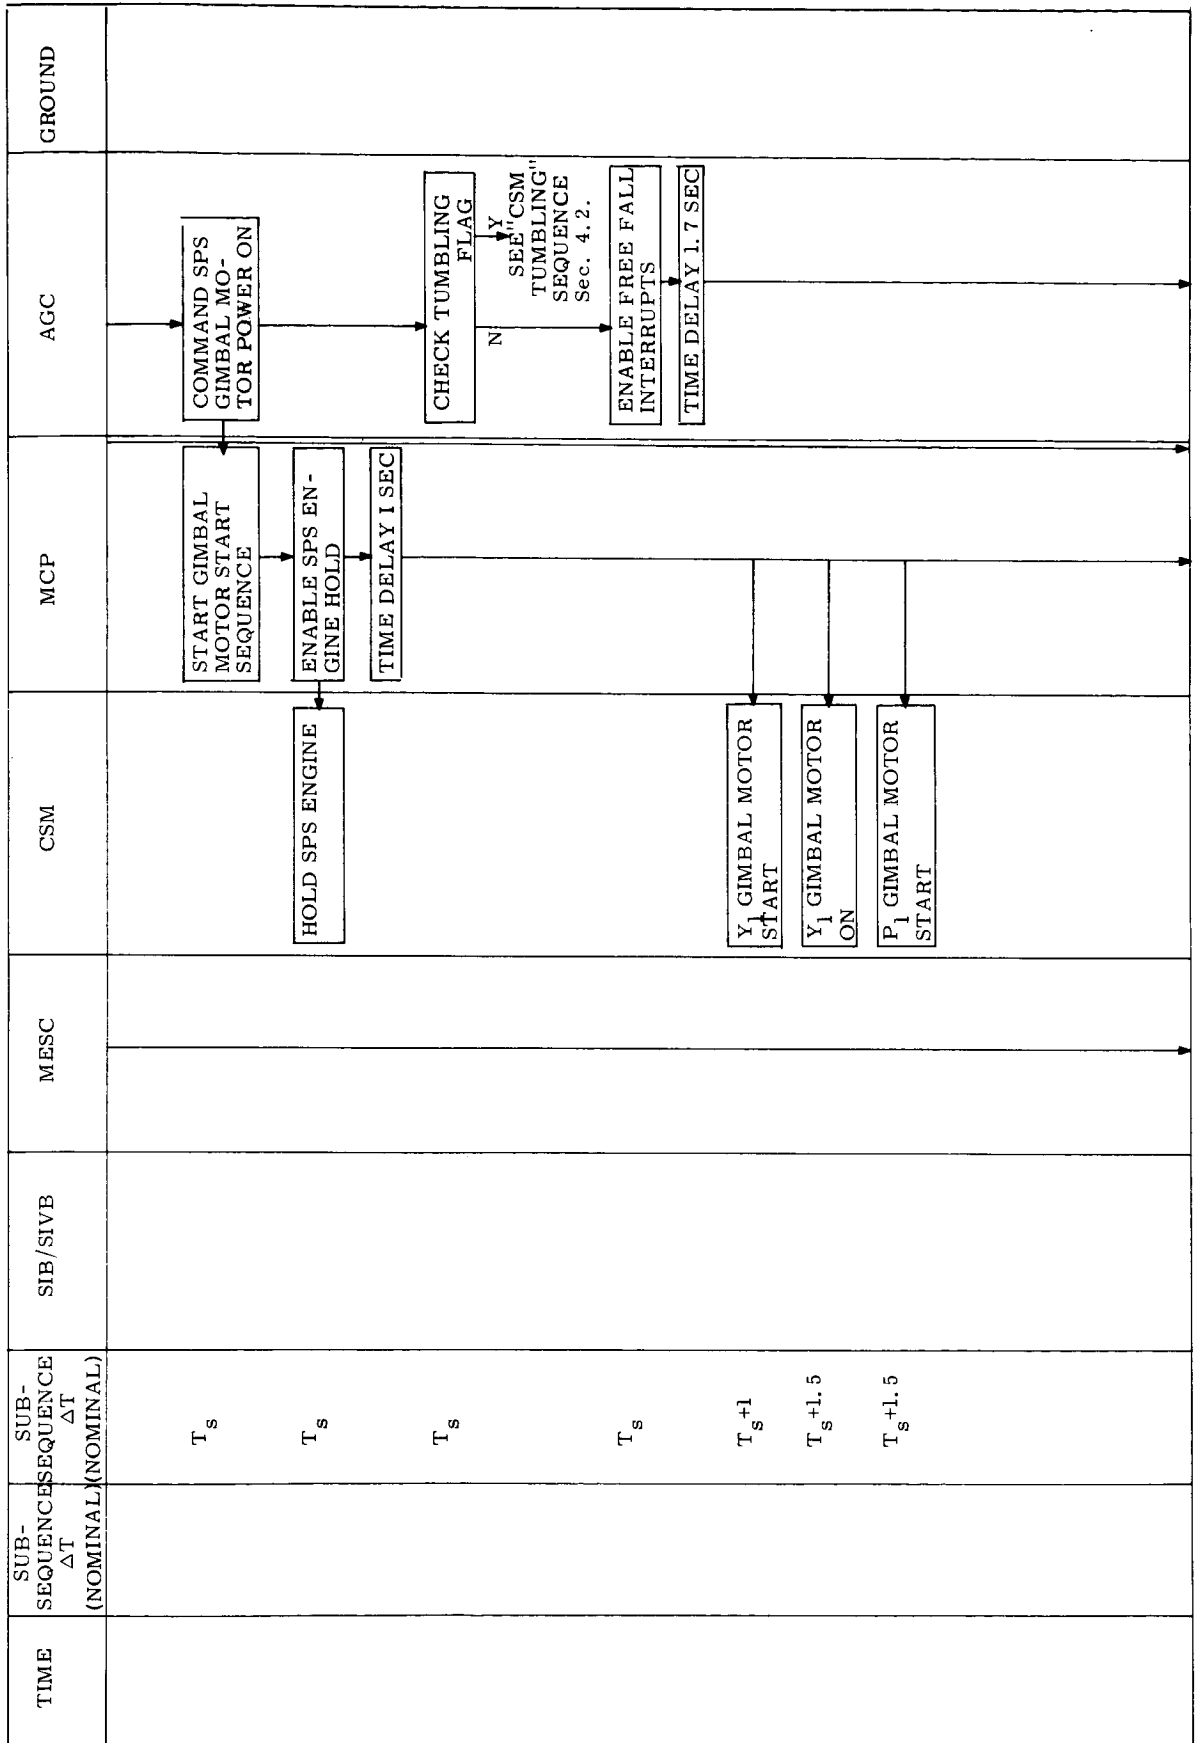 TIME
SUB-
SEQUENCE
ΔT
(NOMINAL)
SUB-
SEQUENCE
ΔT
(NOMINAL)
SIB/SIVB
MESC
CSM
MCP
AGC
GROUND
COMMAND SPS
GIMBAL MO-
TOR POWER ON
START GIMBAL
MOTOR START
SEQUENCE
Ts
ENABLE SPS EN-
GINE HOLD
HOLD SPS ENGINE
Ts
TIME DELAY 1 SEC
CHECK TUMBLING
FLAG
Ts
N
Y
SEE "CSM
TUMBLING"
SEQUENCE
Sec. 4.2.
ENABLE FREE FALL
INTERRUPTS
Ts
TIME DELAY 1.7 SEC
Ts+1
Y1 GIMBAL MOTOR
START
Ts+1.5
Y1 GIMBAL MOTOR
ON
Ts+1.5
P1 GIMBAL MOTOR
START